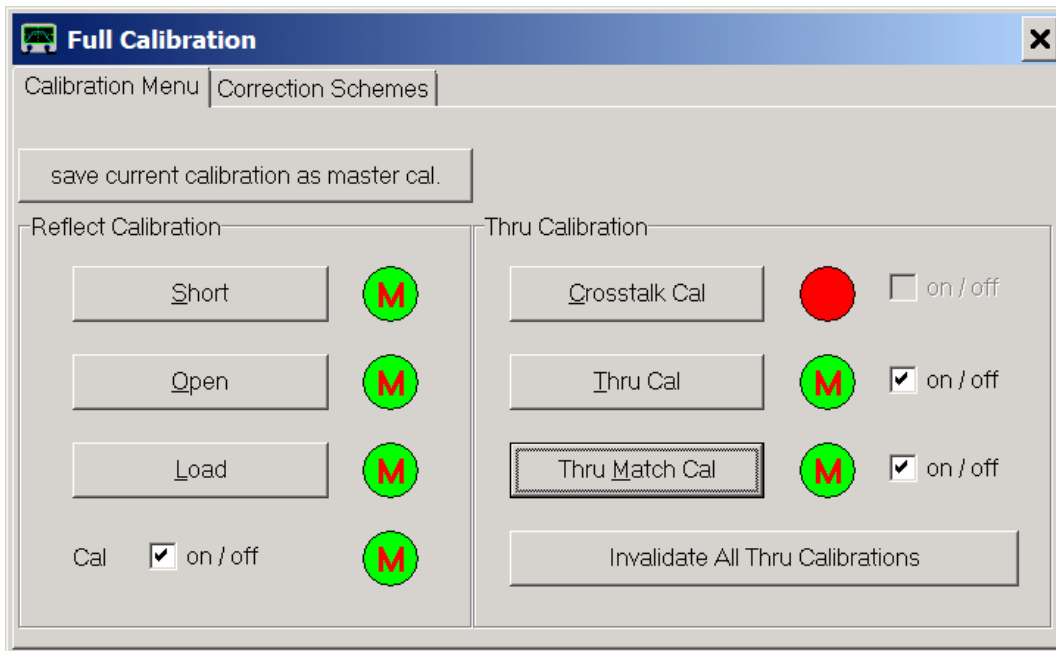 Full Calibration
Calibration Menu Correction Schemes
save current calibration as master cal.
Reflect Calibration
Short M
Open M
Load M
Cal on / off M
Thru Calibration
Crosstalk Cal on / off
Thru Cal M on / off
Thru Match Cal M on / off
Invalidate All Thru Calibrations